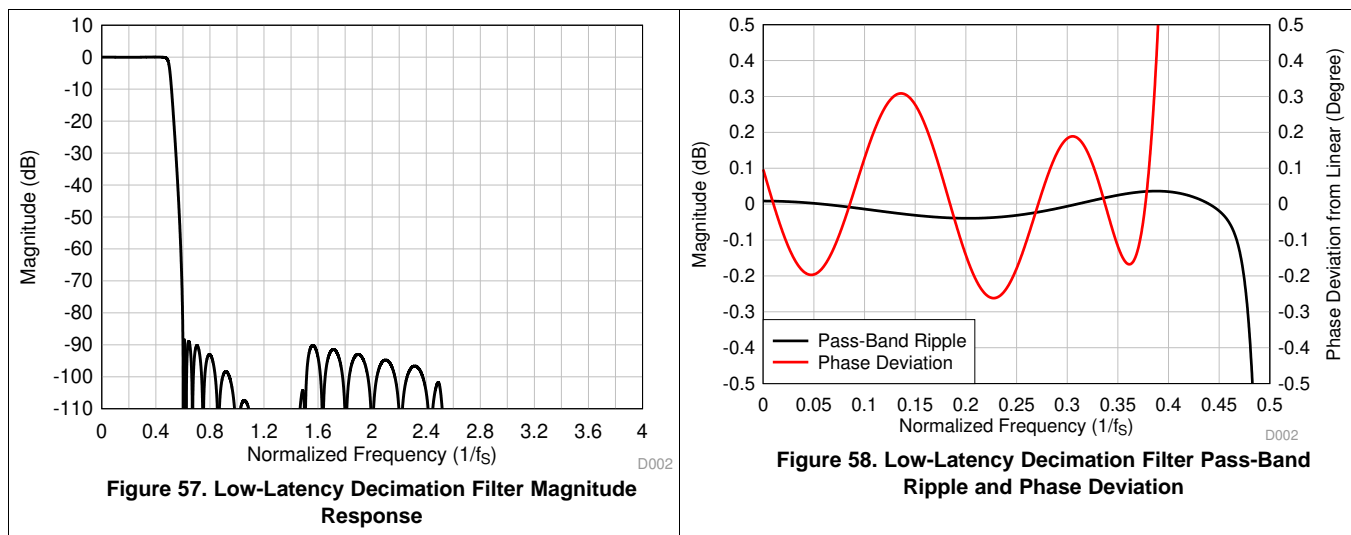 10
0
-10
-20
-30
-40
-50
-60
-70
-80
-90
-100
-110
Magnitude (dB)
0 0.4 0.8 1.2 1.6 2 2.4 2.8 3.2 3.6 4
Normalized Frequency (1/fS)
D002
Figure 57. Low-Latency Decimation Filter Magnitude
Response
0.5
0.4
0.3
0.2
0.1
0
-0.1
-0.2
-0.3
-0.4
-0.5
Magnitude (dB)
Pass-Band Ripple
Phase Deviation
0.5
0.4
0.3
0.2
0.1
0
-0.1
-0.2
-0.3
-0.4
-0.5
Phase Deviation from Linear (Degree)
0 0.05 0.1 0.15 0.2 0.25 0.3 0.35 0.4 0.45 0.5
Normalized Frequency (1/fS)
D002
Figure 58. Low-Latency Decimation Filter Pass-Band
Ripple and Phase Deviation